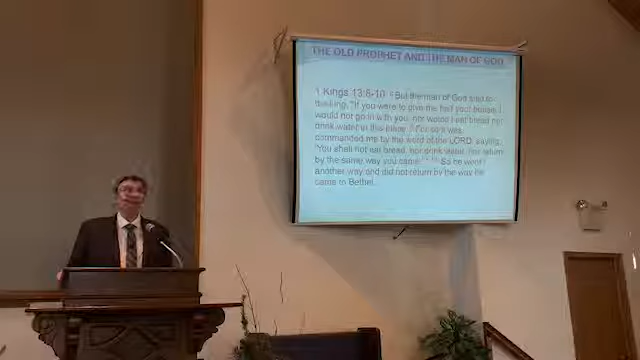 THE OLD PROPHET AND THE MAN OF GOD
1 Kings 13:8-10 8 But the man of God said to
the king, "If you were to give me half your house, I
would not go in with you; nor would I eat bread nor
drink water in this place. 9 For so it was
commanded me by the word of the LORD, saying,
'You shall not eat bread, nor drink water, nor return
by the same way you came.'" 10 So he went
another way and did not return by the way he
came to Bethel.